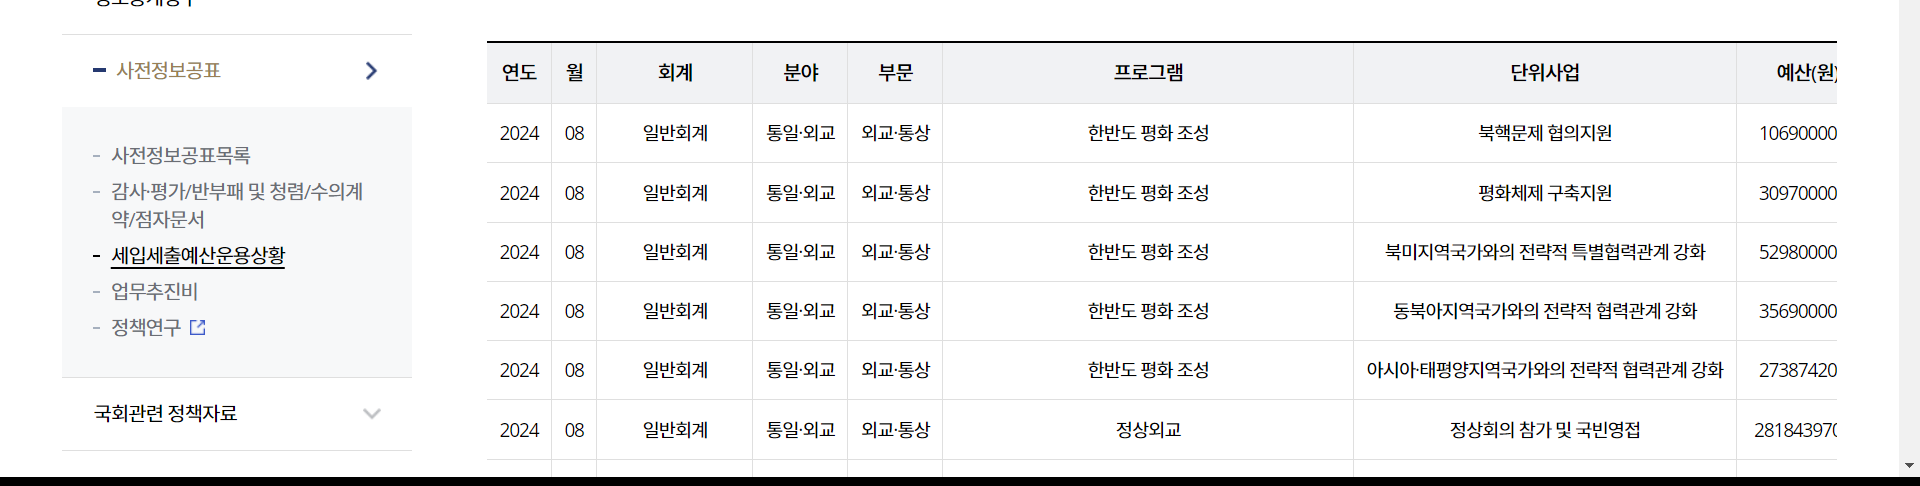 사전정보공표
사전정보공표목록
감사·평가/반부패 및 청렴/수의계
약/점자문서
세입세출예산운용상황
업무추진비
정책연구
국회관련 정책자료
연도 월 회계 분야 부문 프로그램 단위사업 예산(원)
2024 08 일반회계 통일·외교 외교·통상 한반도 평화 조성 북핵문제 협의지원 10690000
2024 08 일반회계 통일·외교 외교·통상 한반도 평화 조성 평화체제 구축지원 30970000
2024 08 일반회계 통일·외교 외교·통상 한반도 평화 조성 북미지역국가와의 전략적 특별협력관계 강화 52980000
2024 08 일반회계 통일·외교 외교·통상 한반도 평화 조성 동북아지역국가와의 전략적 협력관계 강화 35690000
2024 08 일반회계 통일·외교 외교·통상 한반도 평화 조성 아시아·태평양지역국가와의 전략적 협력관계 강화 27387420
2024 08 일반회계 통일·외교 외교·통상 정상외교 정상회의 참가 및 국빈영접 281843970